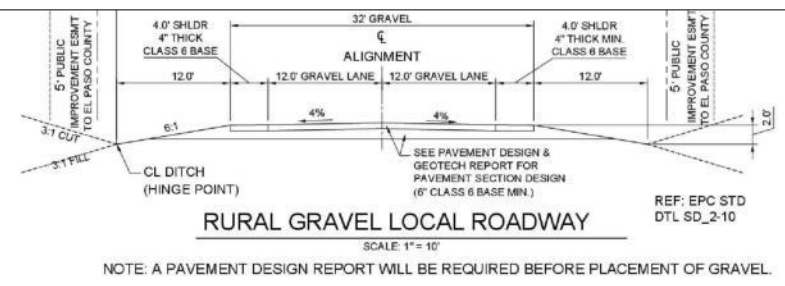 32' GRAVEL
4.0' SHLDR
4" THICK
CLASS 6 BASE
℄
ALIGNMENT
4.0' SHLDR
4" THICK MIN.
CLASS 6 BASE
5' PUBLIC
IMPROVEMENT ESMT
TO EL PASO COUNTY
5' PUBLIC
IMPROVEMENT ESMT
TO EL PASO COUNTY
12.0'
12.0' GRAVEL LANE
12.0' GRAVEL LANE
12.0'
4%
4%
2.0'
6:1
3:1 CUT
3:1 FILL
CL DITCH
(HINGE POINT)
SEE PAVEMENT DESIGN &
GEOTECH REPORT FOR
PAVEMENT SECTION DESIGN
(6" CLASS 6 BASE MIN.)
REF: EPC STD
DTL SD_2-10
RURAL GRAVEL LOCAL ROADWAY
SCALE: 1" = 10'
NOTE: A PAVEMENT DESIGN REPORT WILL BE REQUIRED BEFORE PLACEMENT OF GRAVEL.